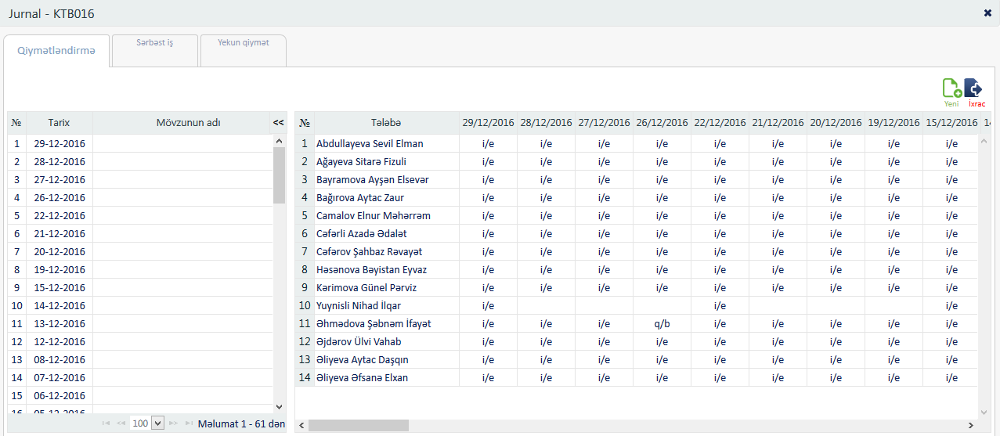 Jurnal - KTB016
Qiymətləndirmə Sərbəst iş Yekun qiymət
Yeni İxrac
№ Tarix Mövzunun adı <<
1 29-12-2016
2 28-12-2016
3 27-12-2016
4 26-12-2016
5 22-12-2016
6 21-12-2016
7 20-12-2016
8 19-12-2016
9 15-12-2016
10 14-12-2016
11 13-12-2016
12 12-12-2016
13 08-12-2016
14 07-12-2016
15 06-12-2016
16 05-12-2016
100 Məlumat 1 - 61 dən
№ Tələbə 29/12/2016 28/12/2016 27/12/2016 26/12/2016 22/12/2016 21/12/2016 20/12/2016 19/12/2016 15/12/2016 14
1 Abdullayeva Sevil Elman i/e i/e i/e i/e i/e i/e i/e i/e i/e
2 Ağayeva Sitarə Fizuli i/e i/e i/e i/e i/e i/e i/e i/e i/e
3 Bayramova Ayşən Elsevər i/e i/e i/e i/e i/e i/e i/e i/e i/e
4 Bağırova Aytac Zaur i/e i/e i/e i/e i/e i/e i/e i/e i/e
5 Camalov Elnur Məhərrəm i/e i/e i/e i/e i/e i/e i/e i/e i/e
6 Cəfərli Azadə Ədalət i/e i/e i/e i/e i/e i/e i/e i/e i/e
7 Cəfərov Şahbaz Rəvayət i/e i/e i/e i/e i/e i/e i/e i/e i/e
8 Həsənova Bəyistan Eyvaz i/e i/e i/e i/e i/e i/e i/e i/e i/e
9 Kərimova Günel Pərviz i/e i/e i/e i/e i/e i/e i/e i/e i/e
10 Yuynisli Nihad İlqar i/e i/e i/e
11 Əhmədova Şəbnəm İfayət i/e i/e i/e q/b i/e i/e i/e i/e i/e
12 Əjdərov Ülvi Vahab i/e i/e i/e i/e i/e i/e i/e i/e i/e
13 Əliyeva Aytac Daşqın i/e i/e i/e i/e i/e i/e i/e i/e i/e
14 Əliyeva Əfsanə Elxan i/e i/e i/e i/e i/e i/e i/e i/e i/e